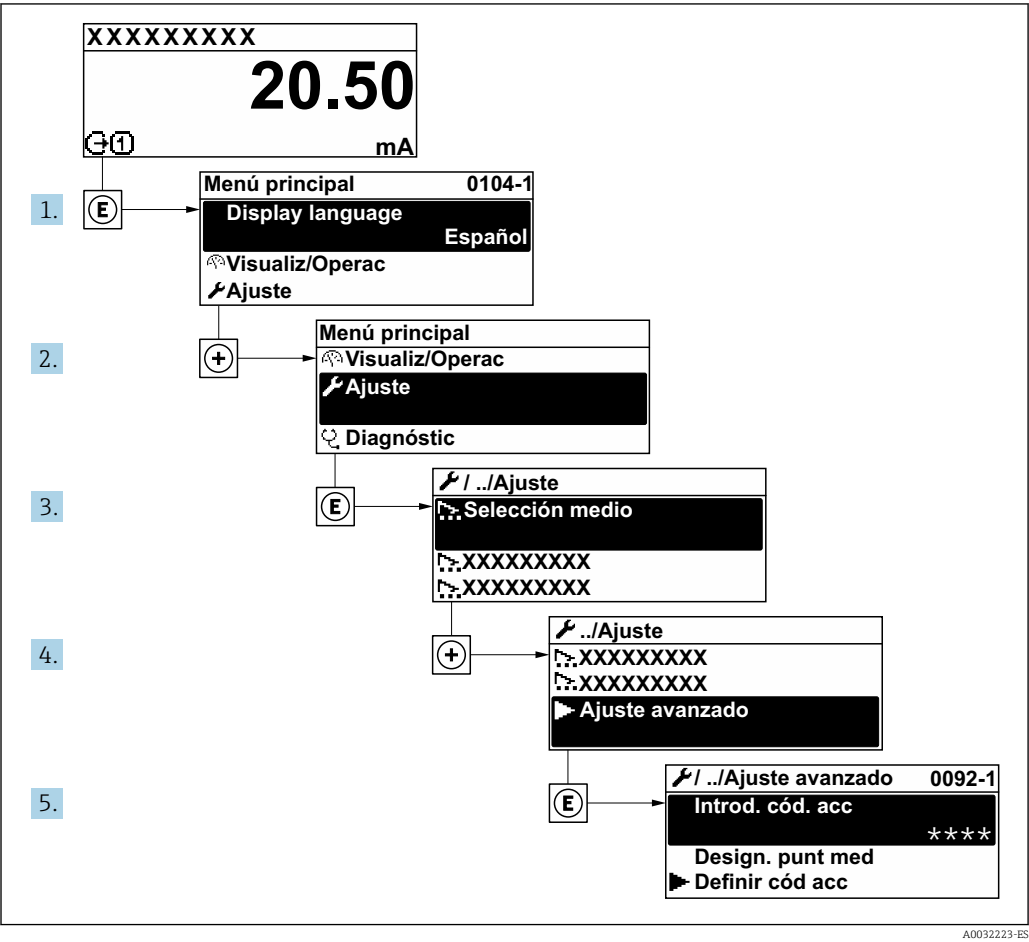 XXXXXXXXX
20.50
1
mA
1.
E
Menú principal 0104-1
Display language
Español
Visualiz/Operac
Ajuste
2.
+
Menú principal
Visualiz/Operac
Ajuste
Diagnóstic
3.
E
/ ../Ajuste
Selección medio
XXXXXXXXX
XXXXXXXXX
4.
+
../Ajuste
XXXXXXXXX
XXXXXXXXX
Ajuste avanzado
5.
E
/ ../Ajuste avanzado 0092-1
Introd. cód. acc
****
Design. punt med
Definir cód acc
A0032223-ES